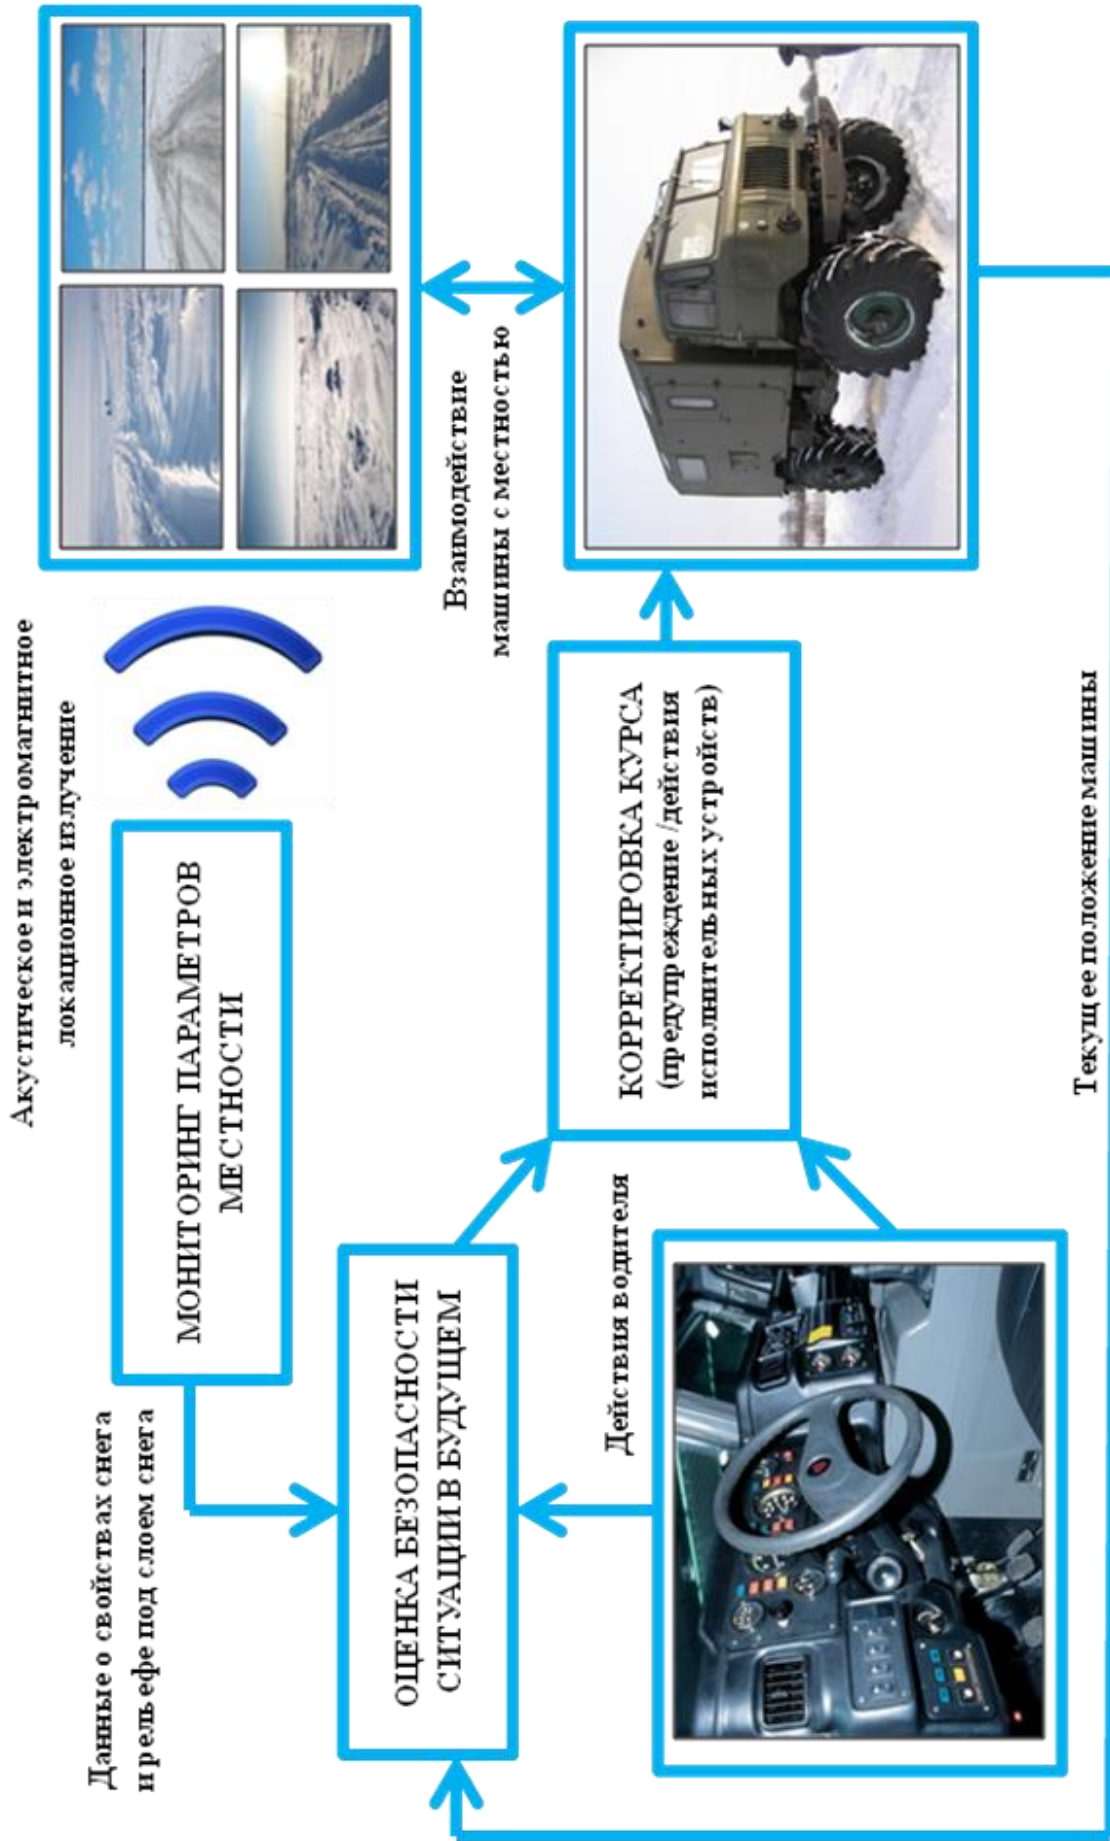 Акустическое и электромагнитное
локационное излучение
Данные о свойствах снега
и рельефе под слоем снега
МОНИТОРИНГ ПАРАМЕТРОВ
МЕСТНОСТИ
ОЦЕНКА БЕЗОПАСНОСТИ
СИТУАЦИИ В БУДУЩЕМ
Взаимодействие
машины с местностью
Действия водителя
КОРРЕКТИРОВКА КУРСА
(предупреждение /действия
исполнительных устройств)
Текущее положение машины